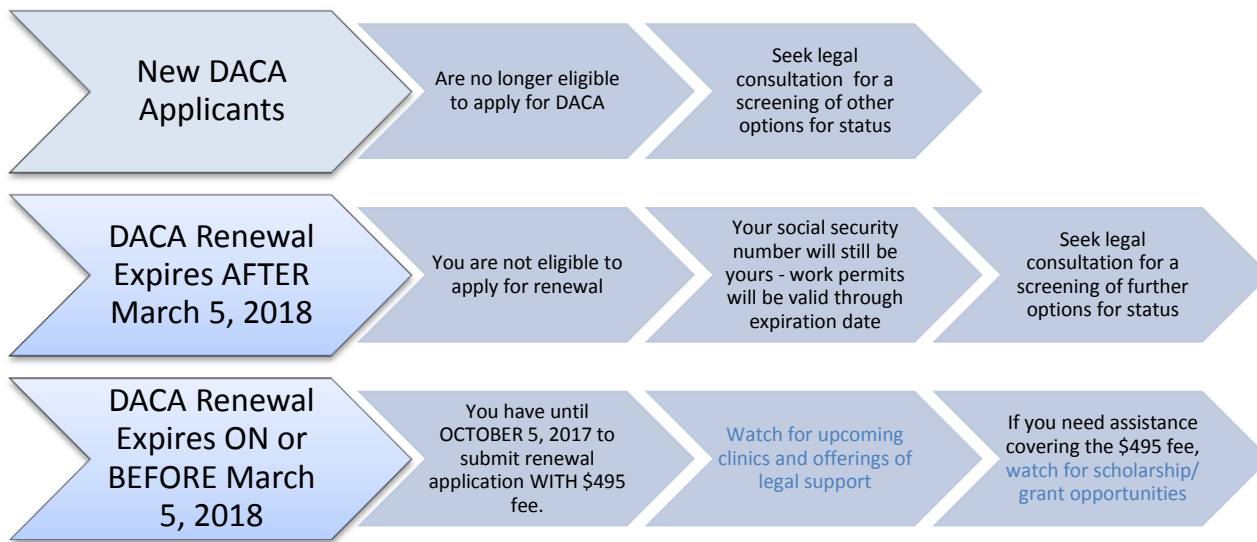 New DACA
Applicants
Are no longer eligible
to apply for DACA
Seek legal
consultation for a
screening of other
options for status
DACA Renewal
Expires AFTER
March 5, 2018
You are not eligible to
apply for renewal
Your social security
number will still be
yours - work permits
will be valid through
expiration date
Seek legal
consultation for a
screening of further
options for status
DACA Renewal
Expires ON or
BEFORE March
5, 2018
You have until
OCTOBER 5, 2017 to
submit renewal
application WITH $495
fee.
Watch for upcoming
clinics and offerings of
legal support
If you need assistance
covering the $495 fee,
watch for scholarship/
grant opportunities